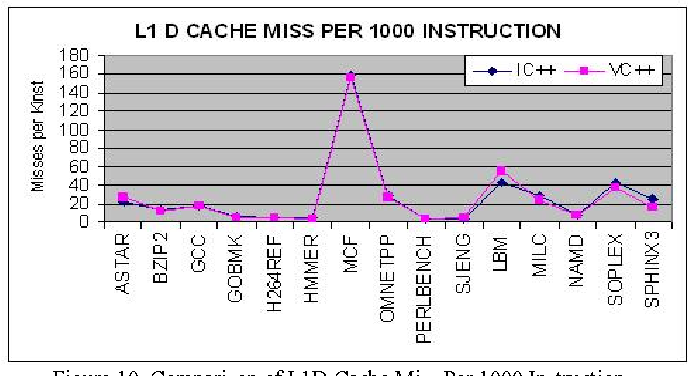 L1 D CACHE MISS PER 1000 INSTRUCTION
IC++ VC++
Misses per Kinst
180
160
140
120
100
80
60
40
20
0
ASTAR
BZIP2
GCC
GOBMK
H264REF
HMMER
MCF
OMNETPP
PERLBENCH
SJENG
LBM
MILC
NAMD
SOPLEX
SPHINX3
Figure 10. Comparison of L1D Cache Miss Per 1000 Instruction